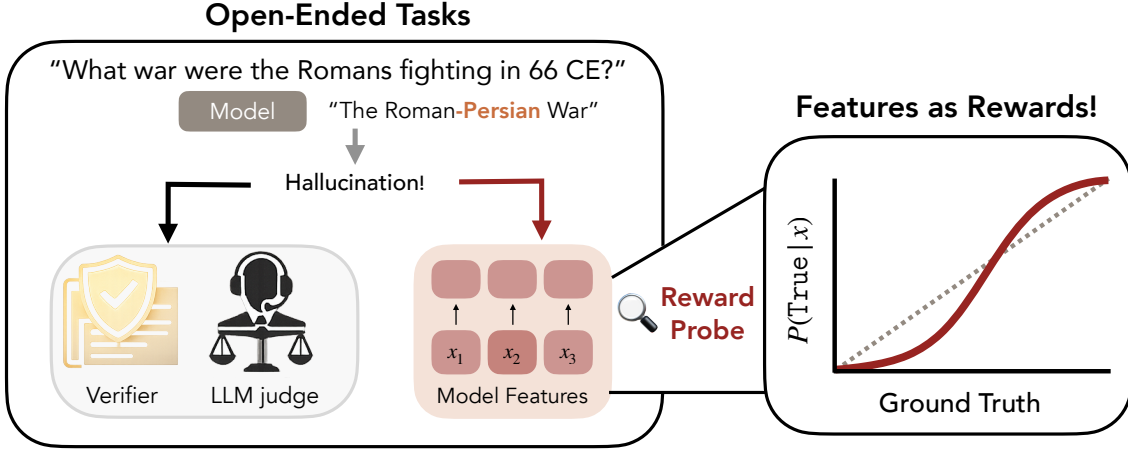 Open-Ended Tasks
“What war were the Romans fighting in 66 CE?”
Model
“The Roman-Persian War”
Hallucination!
Verifier
LLM judge
x₁
x₂
x₃
Model Features
Reward
Probe
Features as Rewards!
P(True | x)
Ground Truth